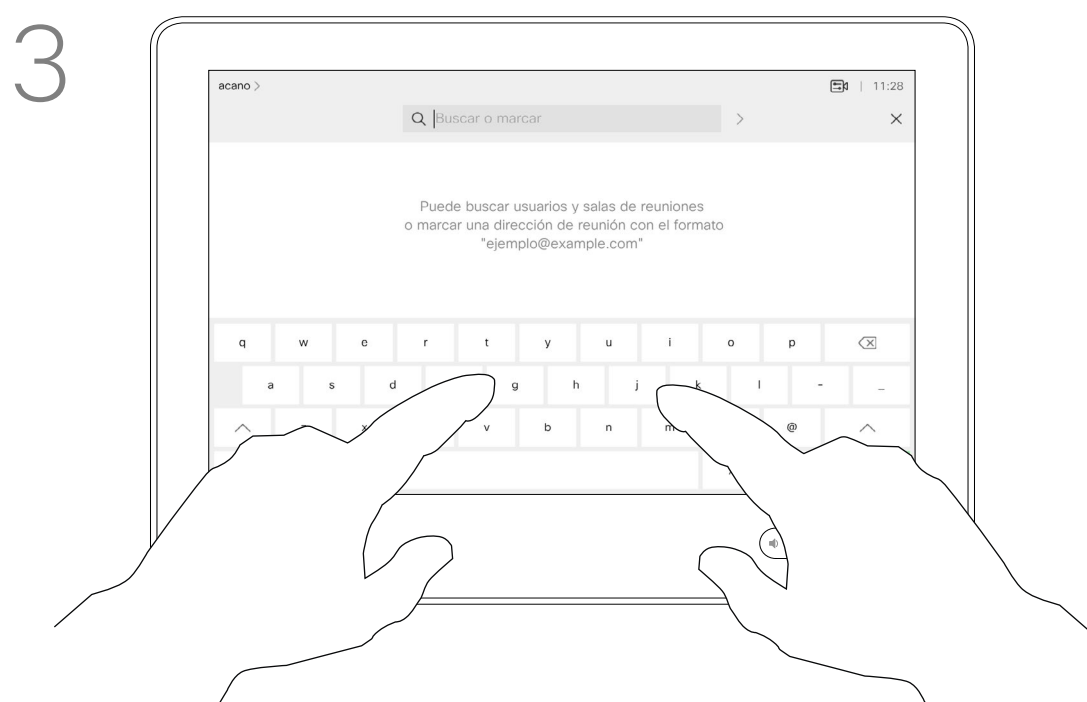 3
acano >
11:28
Buscar o marcar
Puede buscar usuarios y salas de reuniones
o marcar una dirección de reunión con el formato
"ejemplo@example.com"
q w e r t y u i o p
a s d g h j k l - _
x v b n m @